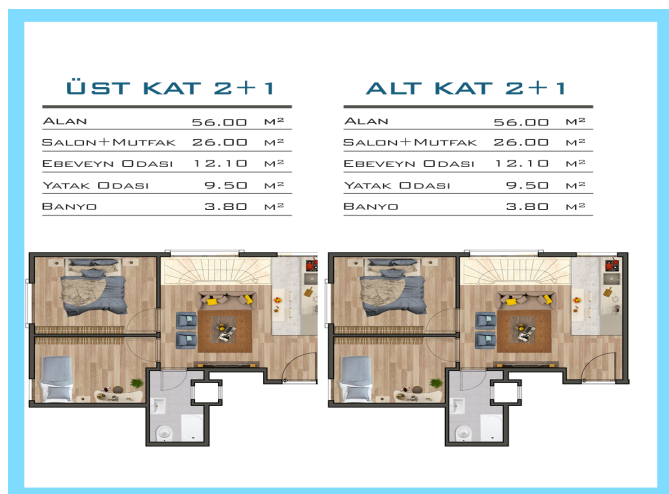 ÜST KAT 2+1
ALAN 56.00 M²
SALON+MUTFAK 26.00 M²
EBEVEYN ODASI 12.10 M²
YATAK ODASI 9.50 M²
BANYO 3.80 M²
ALT KAT 2+1
ALAN 56.00 M²
SALON+MUTFAK 26.00 M²
EBEVEYN ODASI 12.10 M²
YATAK ODASI 9.50 M²
BANYO 3.80 M²